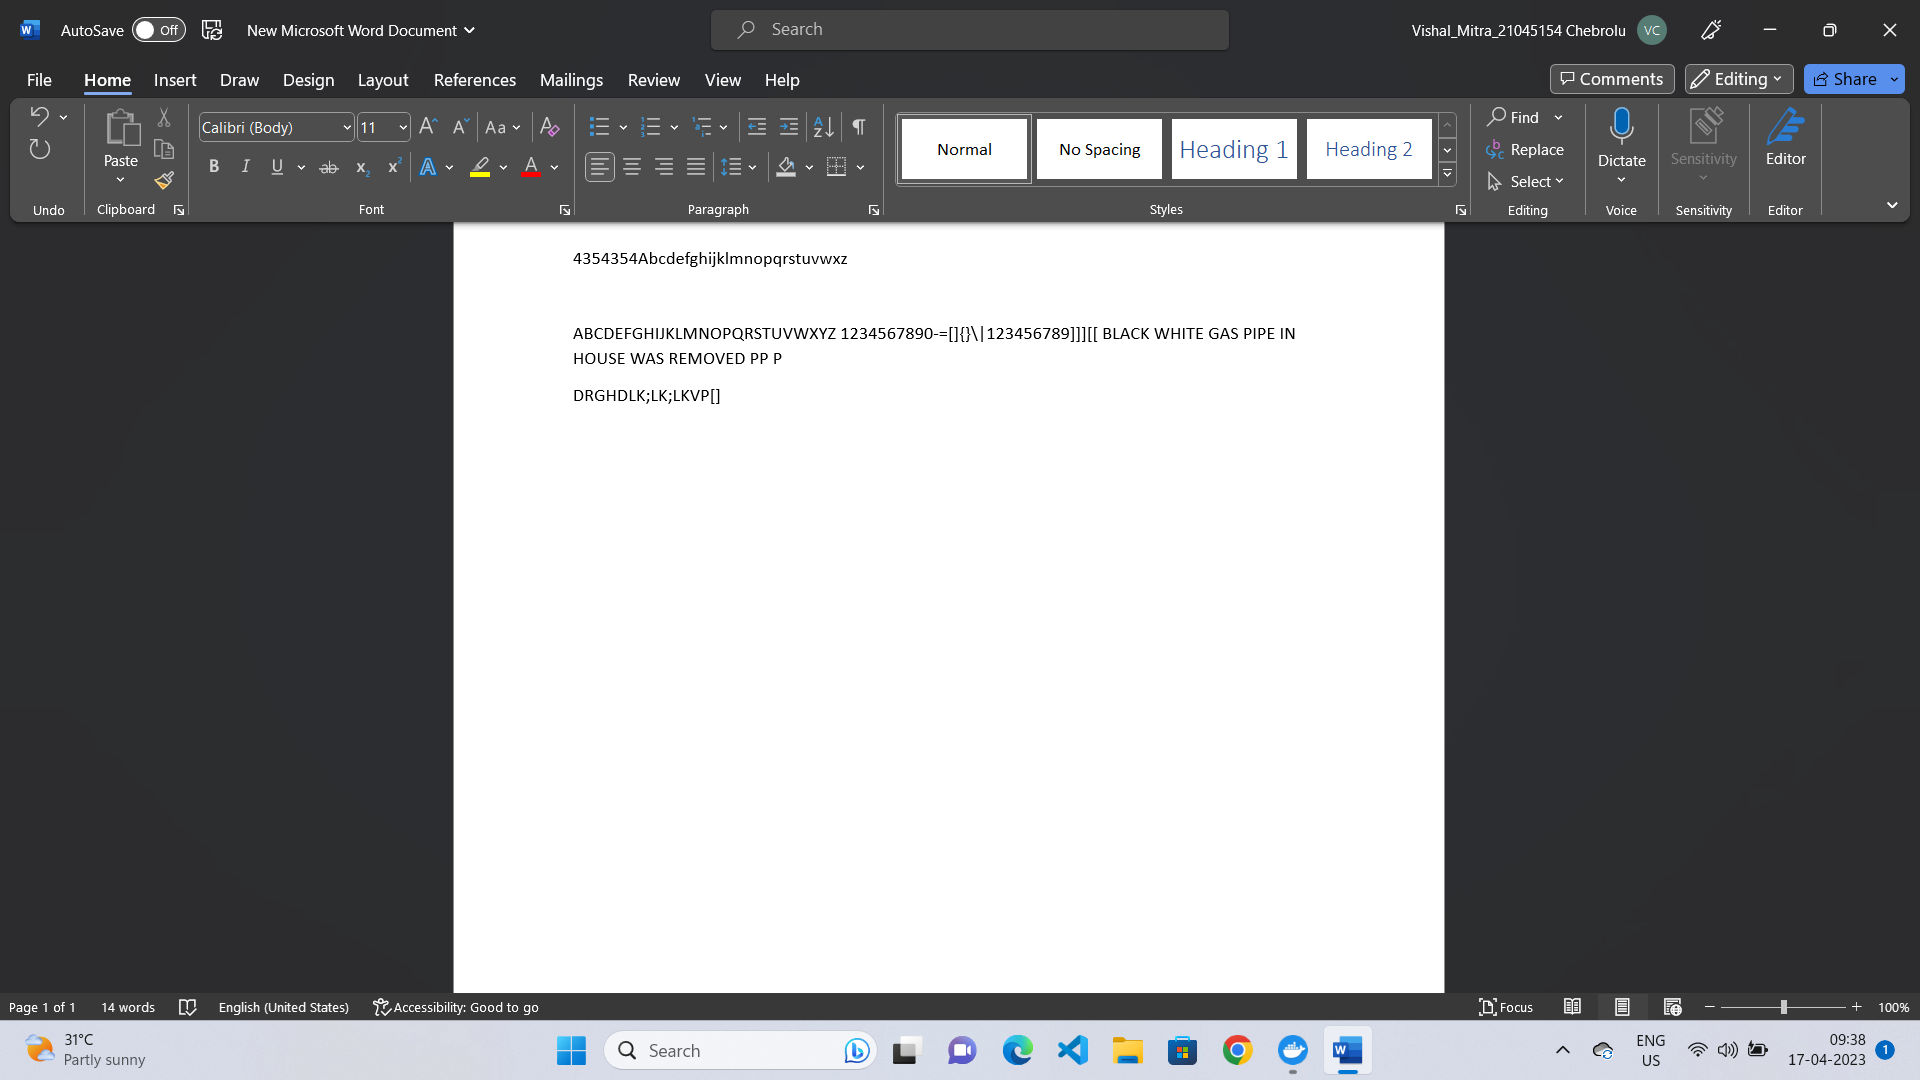 AutoSave Off New Microsoft Word Document Search Vishal_Mitra_21045154 Chebrolu VC
File Home Insert Draw Design Layout References Mailings Review View Help Comments Editing Share
Calibri (Body) 11 Aa Normal No Spacing Heading 1 Heading 2 Find
Paste Replace Dictate Sensitivity Editor
Select
Undo Clipboard Font Paragraph Styles Editing Voice Sensitivity Editor
4354354Abcdefghijklmnopqrstuvwxz
ABCDEFGHIJKLMNOPQRSTUVWXYZ 1234567890-=[]{}\|123456789]]][[ BLACK WHITE GAS PIPE IN
HOUSE WAS REMOVED PP P
DRGHDLK;LK;LKVP[]
Page 1 of 1 14 words English (United States) Accessibility: Good to go Focus 100%
31°C
Partly sunny
Search
ENG
US
09:38
17-04-2023
1